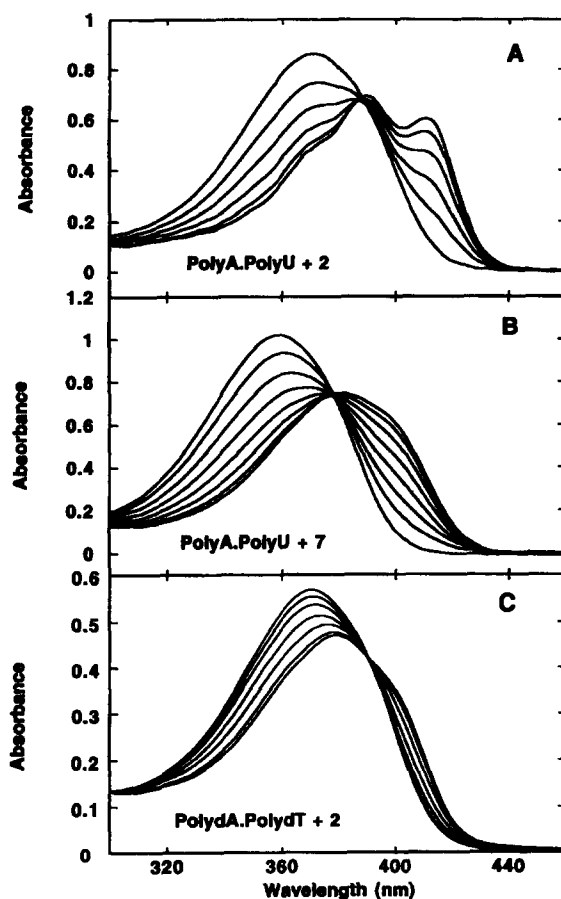 1
A
0.8
0.6
0.4
0.2
0
Absorbance
PolyA.PolyU + 2
1.2
B
1
0.8
0.6
0.4
0.2
0
Absorbance
PolyA.PolyU + 7
0.6
C
0.5
0.4
0.3
0.2
0.1
0
Absorbance
PolydA.PolydT + 2
320 360 400 440
Wavelength (nm)